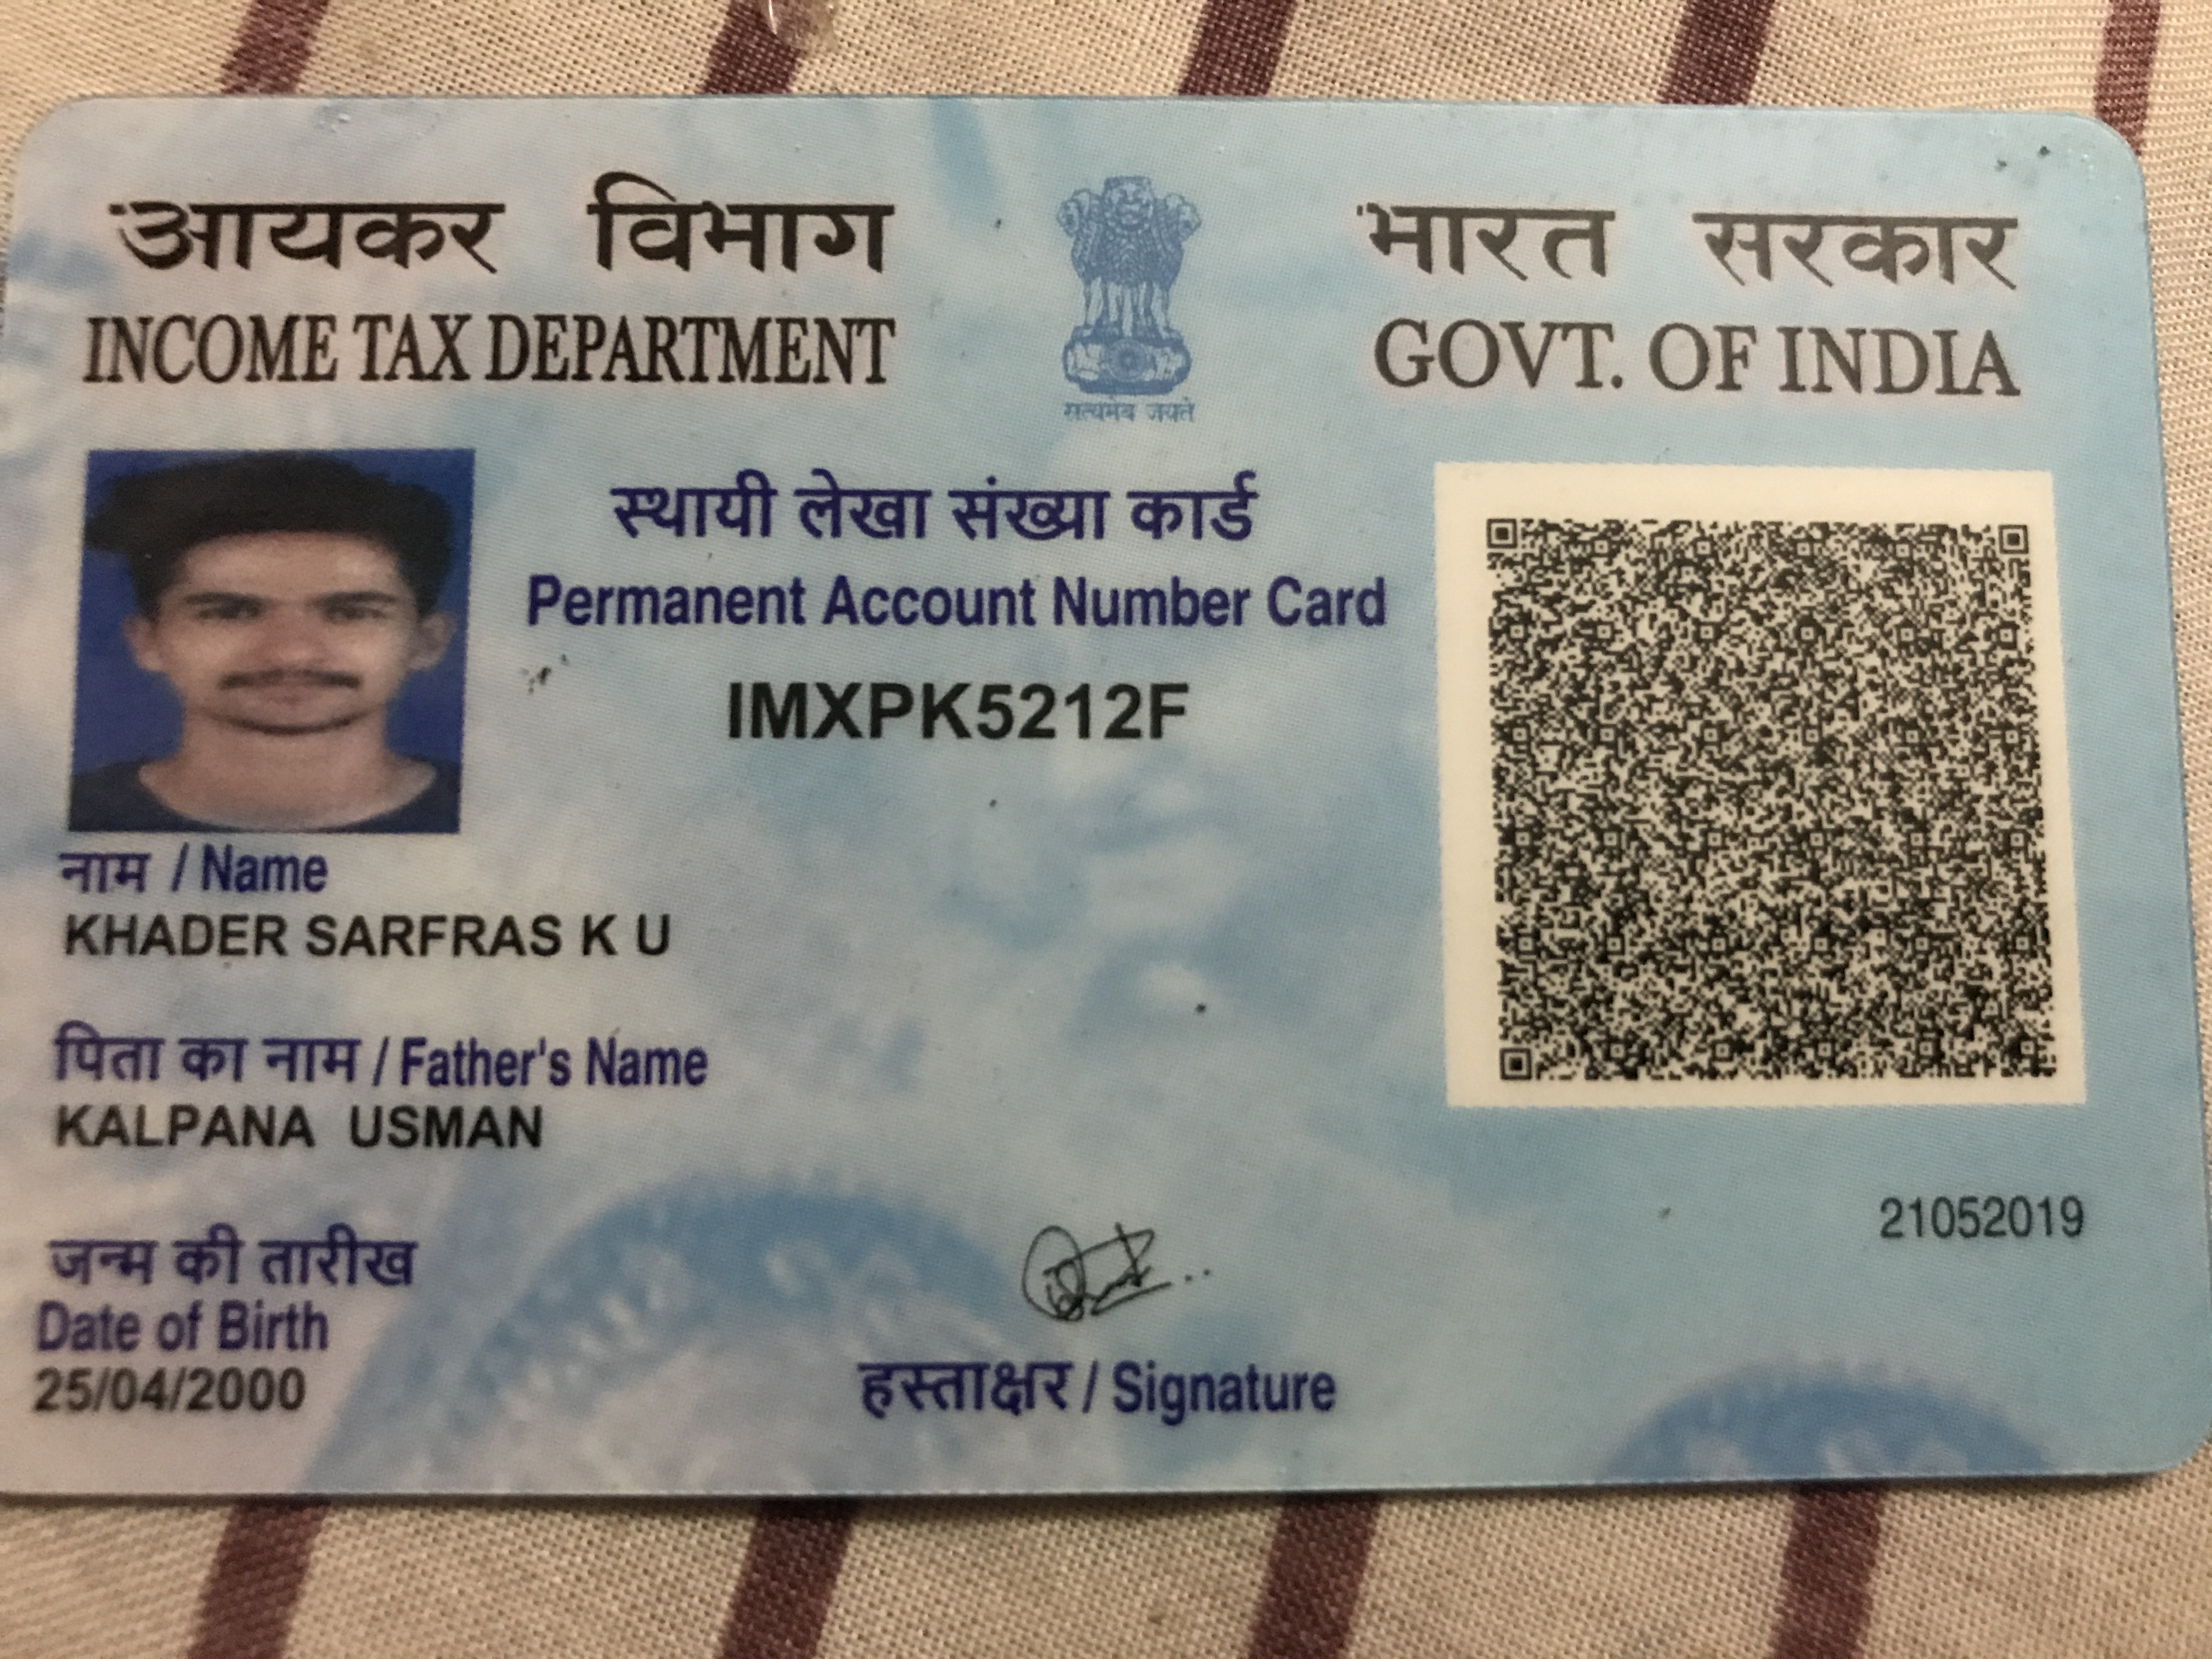 आयकर विभाग
INCOME TAX DEPARTMENT
सत्यमेव जयते
भारत सरकार
GOVT. OF INDIA
स्थायी लेखा संख्या कार्ड
Permanent Account Number Card
IMXPK5212F
नाम / Name
KHADER SARFRAS K U
पिता का नाम / Father's Name
KALPANA USMAN
जन्म की तारीख
Date of Birth
25/04/2000
हस्ताक्षर / Signature
21052019